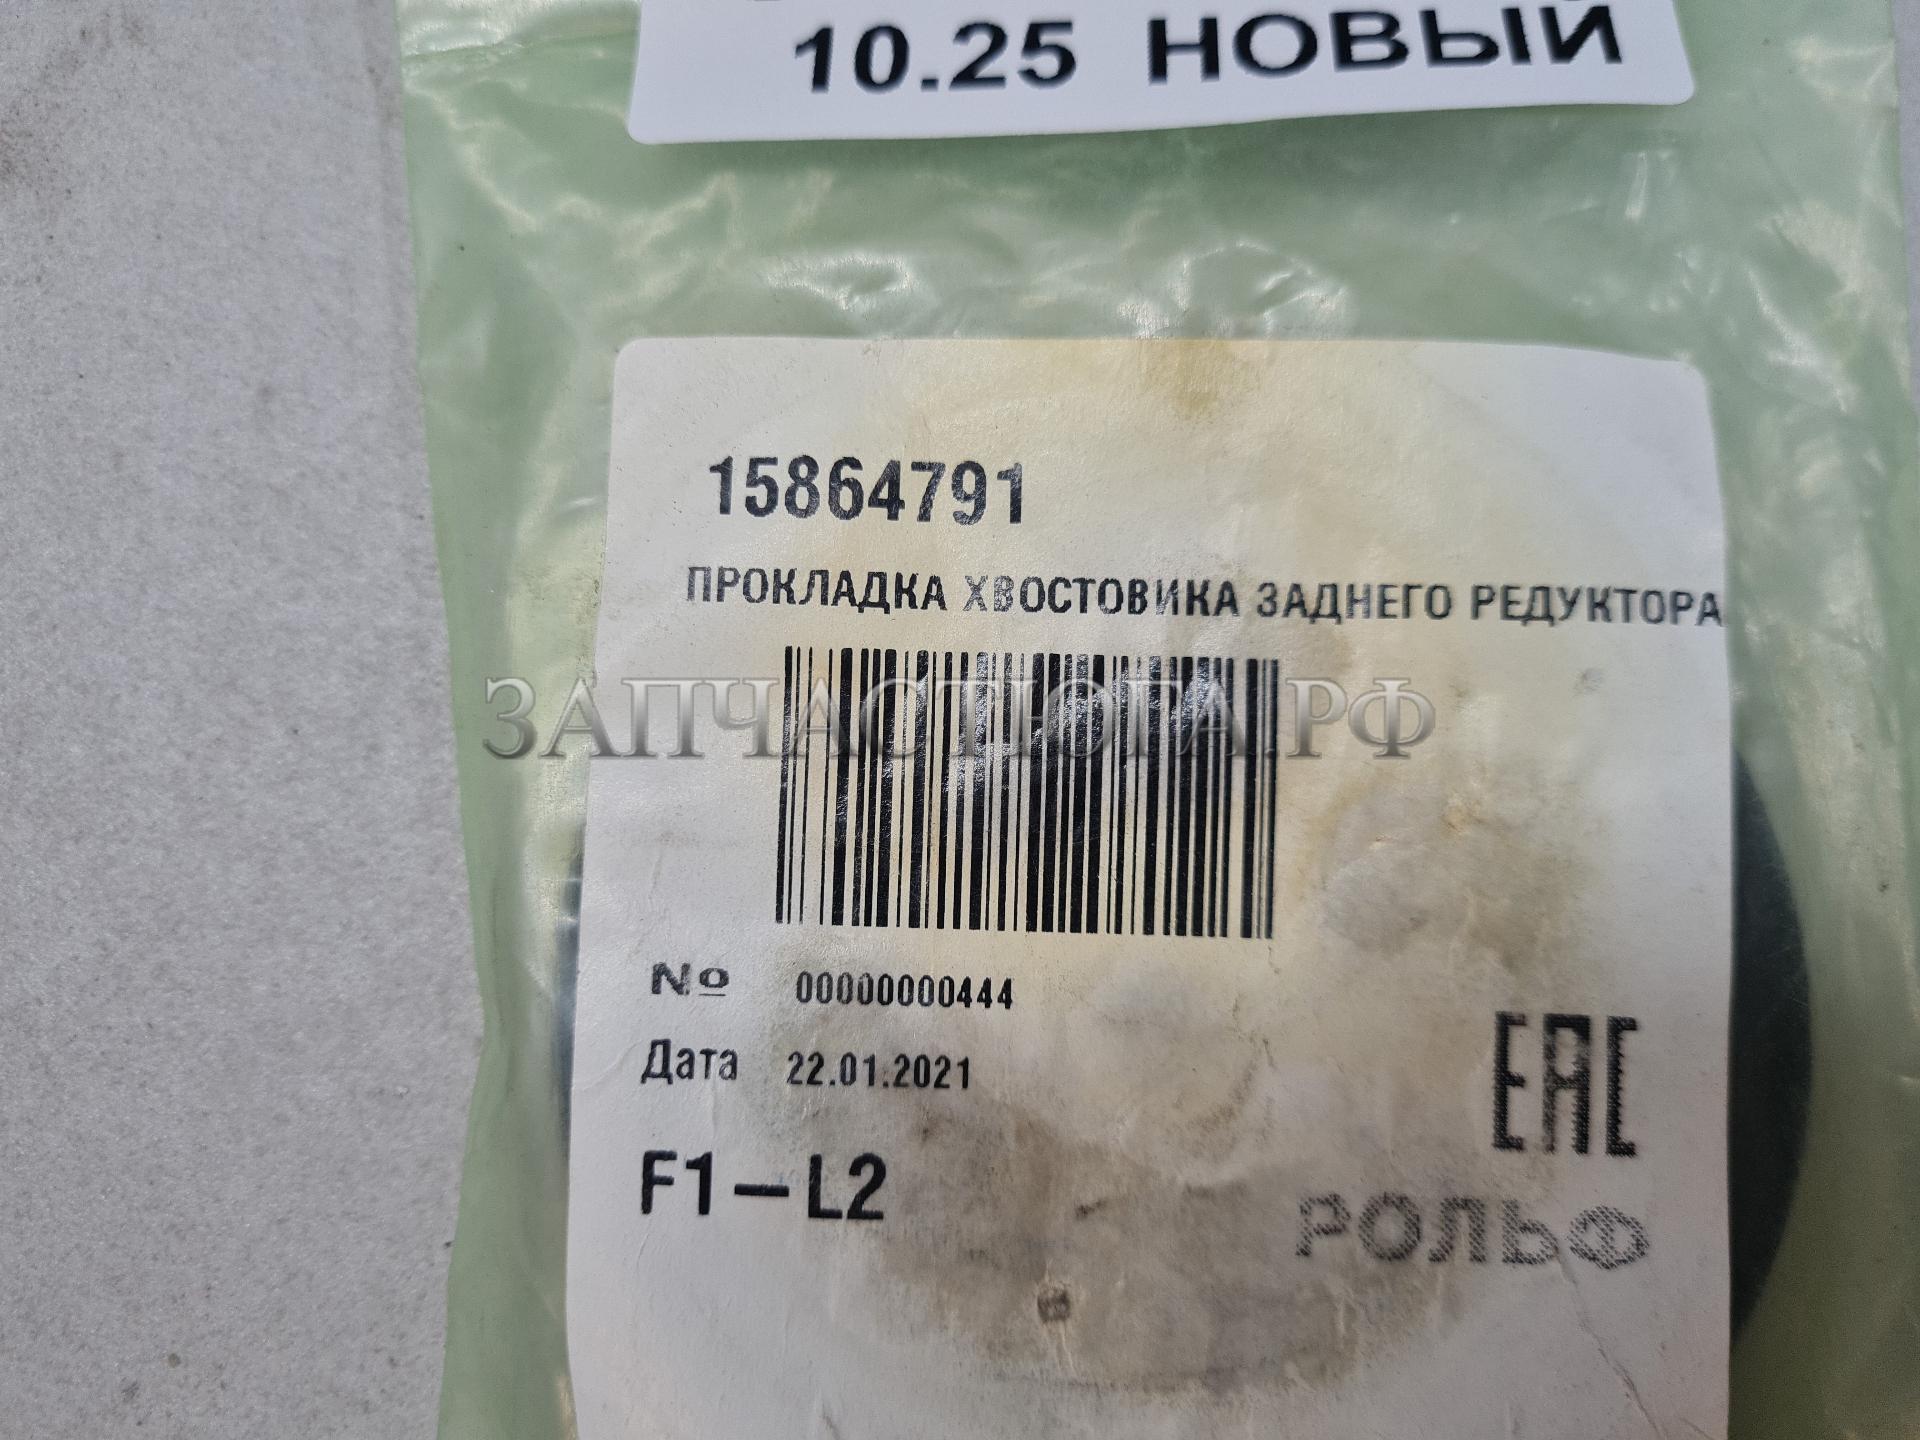 10.25 НОВЫЙ
15864791
ПРОКЛАДКА ХВОСТОВИКА ЗАДНЕГО РЕДУКТОРА
ЗАПЧАСТЮГА.РФ
№ 00000000444
Дата 22.01.2021
F1-L2
EAC
РОЛЬФ